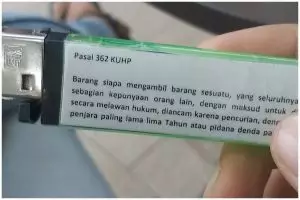 Pasal 362 KUHP
Barang siapa mengambil barang sesuatu, yang seluruhnya
sebagian kepunyaan orang lain, dengan maksud untuk
secara melawan hukum, diancam karena pencurian,
penjara paling lama lima Tahun atau pidana denda